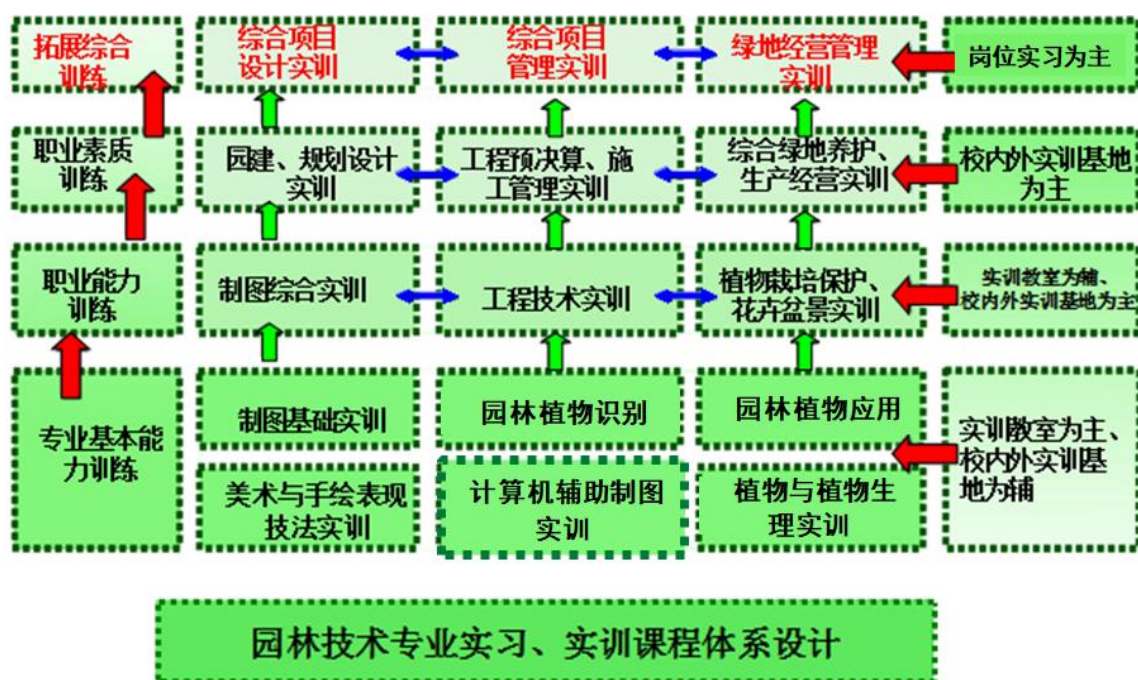 拓展综合
训练
综合项目
设计实训
综合项目
管理实训
绿地经营管理
实训
岗位实习为主
职业素质
训练
园建、规划设计
实训
工程预决算、施
工管理实训
综合绿地养护、
生产经营实训
校内外实训基地
为主
职业能力
训练
制图综合实训
工程技术实训
植物栽培保护、
花卉盆景实训
实训教室为辅、
校内外实训基地为主
专业基本能
力训练
制图基础实训
园林植物识别
园林植物应用
实训教室为主、
校内外实训基
地为辅
美术与手绘表现
技法实训
计算机辅助制图
实训
植物与植物生
理实训
园林技术专业实习、实训课程体系设计